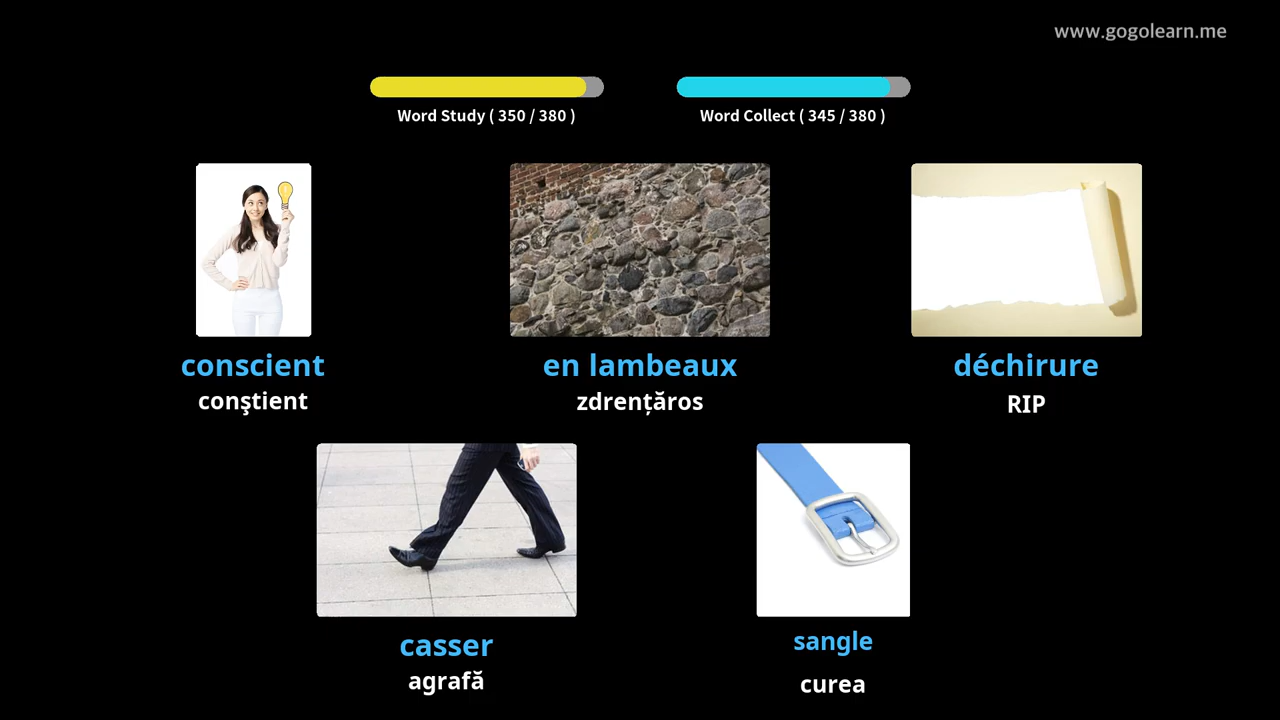 www.gogolearn.me
Word Study ( 350 / 380 )
Word Collect ( 345 / 380 )
conscient
conştient
en lambeaux
zdrențăros
déchirure
RIP
casser
agrafă
sangle
curea